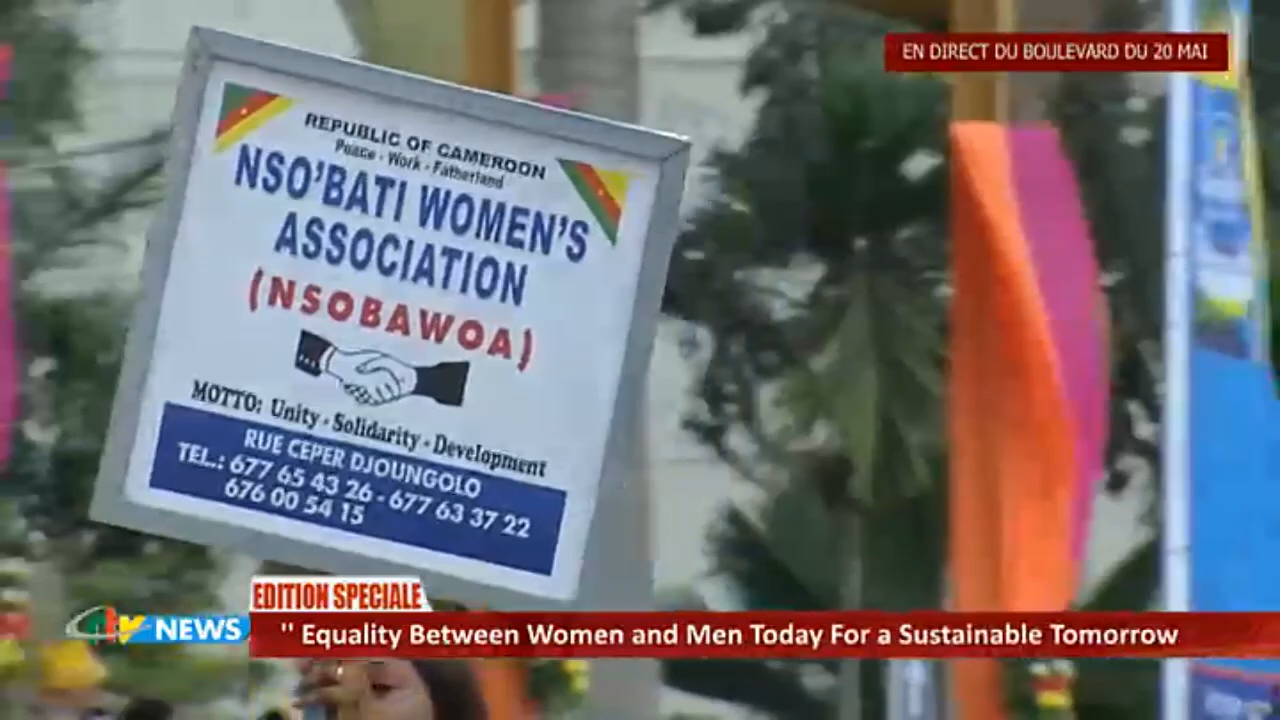 EN DIRECT DU BOULEVARD DU 20 MAI
REPUBLIC OF CAMEROON
Peace - Work - Fatherland
NSO'BATI WOMEN'S
ASSOCIATION
(NSOBAWOA)
MOTTO: Unity - Solidarity - Development
RUE CEPER DJOUNGOLO
TEL.: 677 65 43 26 - 677 63 37 22
676 00 54 15
EDITION SPECIALE
NEWS
" Equality Between Women and Men Today For a Sustainable Tomorrow